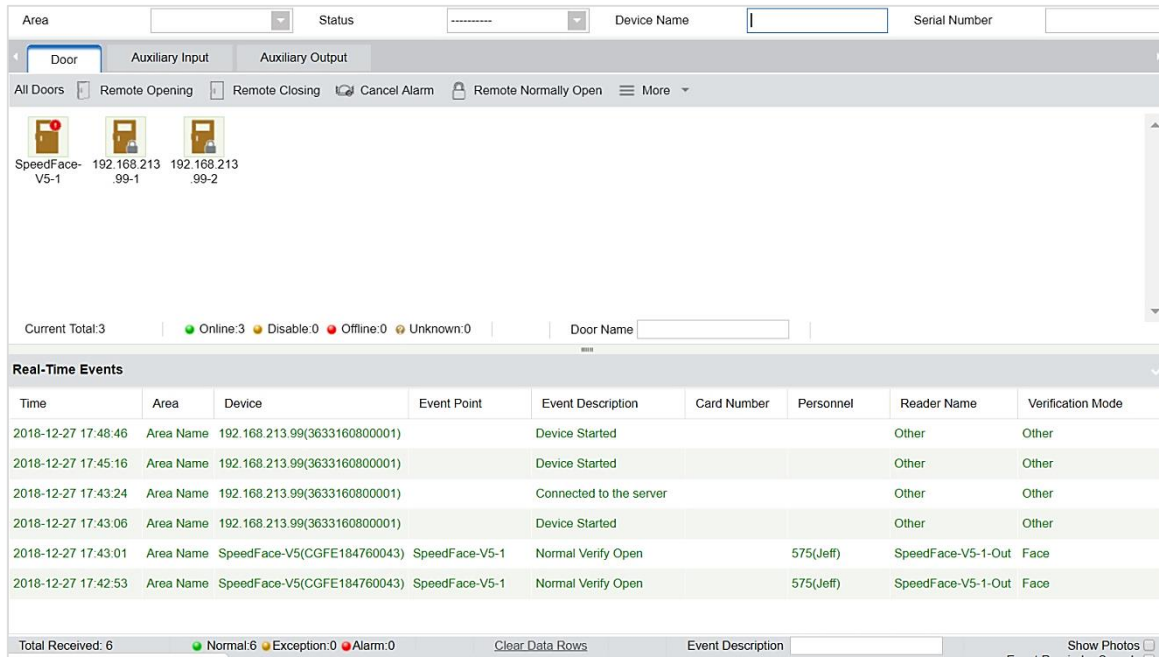 Area Status ---------- Device Name Serial Number
Door Auxiliary Input Auxiliary Output
All Doors Remote Opening Remote Closing Cancel Alarm Remote Normally Open More
SpeedFace-V5-1
192.168.213.99-1
192.168.213.99-2
Current Total:3 Online:3 Disable:0 Offline:0 Unknown:0 Door Name
Real-Time Events
Time Area Device Event Point Event Description Card Number Personnel Reader Name Verification Mode
2018-12-27 17:48:46 Area Name 192.168.213.99(3633160800001) Device Started Other Other
2018-12-27 17:45:16 Area Name 192.168.213.99(3633160800001) Device Started Other Other
2018-12-27 17:43:24 Area Name 192.168.213.99(3633160800001) Connected to the server Other Other
2018-12-27 17:43:06 Area Name 192.168.213.99(3633160800001) Device Started Other Other
2018-12-27 17:43:01 Area Name SpeedFace-V5(CGFE184760043) SpeedFace-V5-1 Normal Verify Open 575(Jeff) SpeedFace-V5-1-Out Face
2018-12-27 17:42:53 Area Name SpeedFace-V5(CGFE184760043) SpeedFace-V5-1 Normal Verify Open 575(Jeff) SpeedFace-V5-1-Out Face
Total Received: 6 Normal:6 Exception:0 Alarm:0 Clear Data Rows Event Description Show Photos